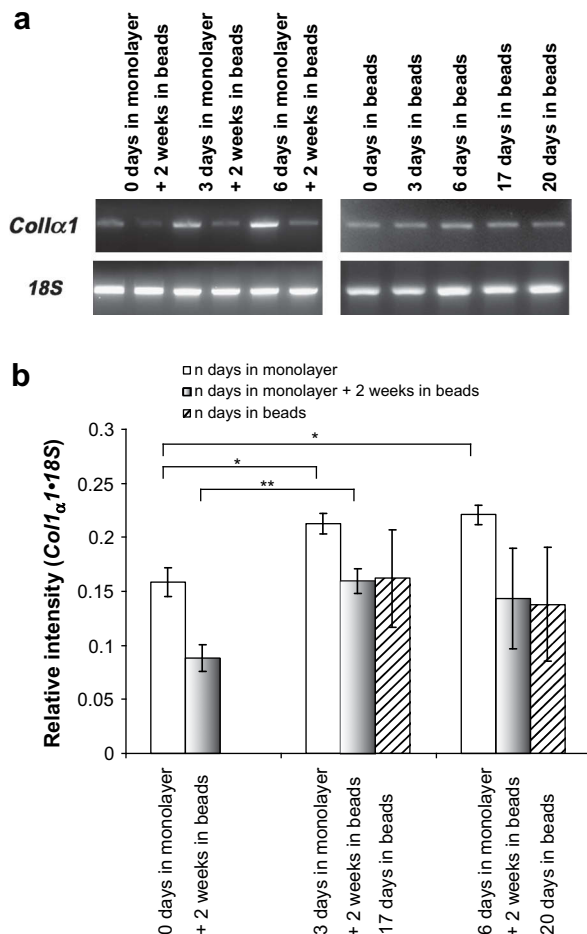 a
0 days in monolayer
+ 2 weeks in beads
3 days in monolayer
+ 2 weeks in beads
6 days in monolayer
+ 2 weeks in beads
0 days in beads
3 days in beads
6 days in beads
17 days in beads
20 days in beads
ColIα1
18S
b
n days in monolayer
n days in monolayer + 2 weeks in beads
n days in beads
Relative intensity (Col1α1•18S)
0.3
0.25
0.2
0.15
0.1
0.05
0
*
*
**
0 days in monolayer
+ 2 weeks in beads
3 days in monolayer
+ 2 weeks in beads
17 days in beads
6 days in monolayer
+ 2 weeks in beads
20 days in beads